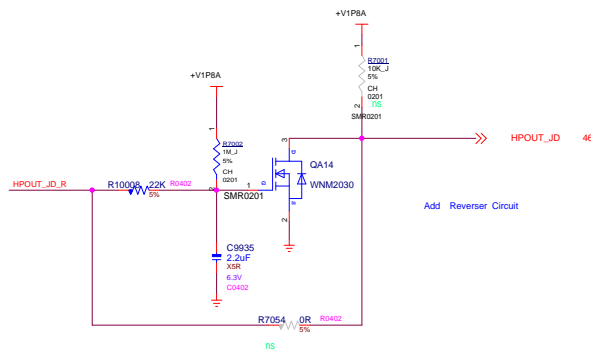 +V1P8A
1
R7001
10K_J
5%
CH
0201
2
ns
SMR0201
+V1P8A
1
R7002
1M_J
5%
CH
0201
2
SMR0201
3
D
QA14
G
1
WNM2030
S
2
HPOUT_JD
46
HPOUT_JD_R
R10008
22K
R0402
5%
Add Reverser Circuit
C9935
2.2uF
X5R
6.3V
C0402
R7054
0R
R0402
5%
ns